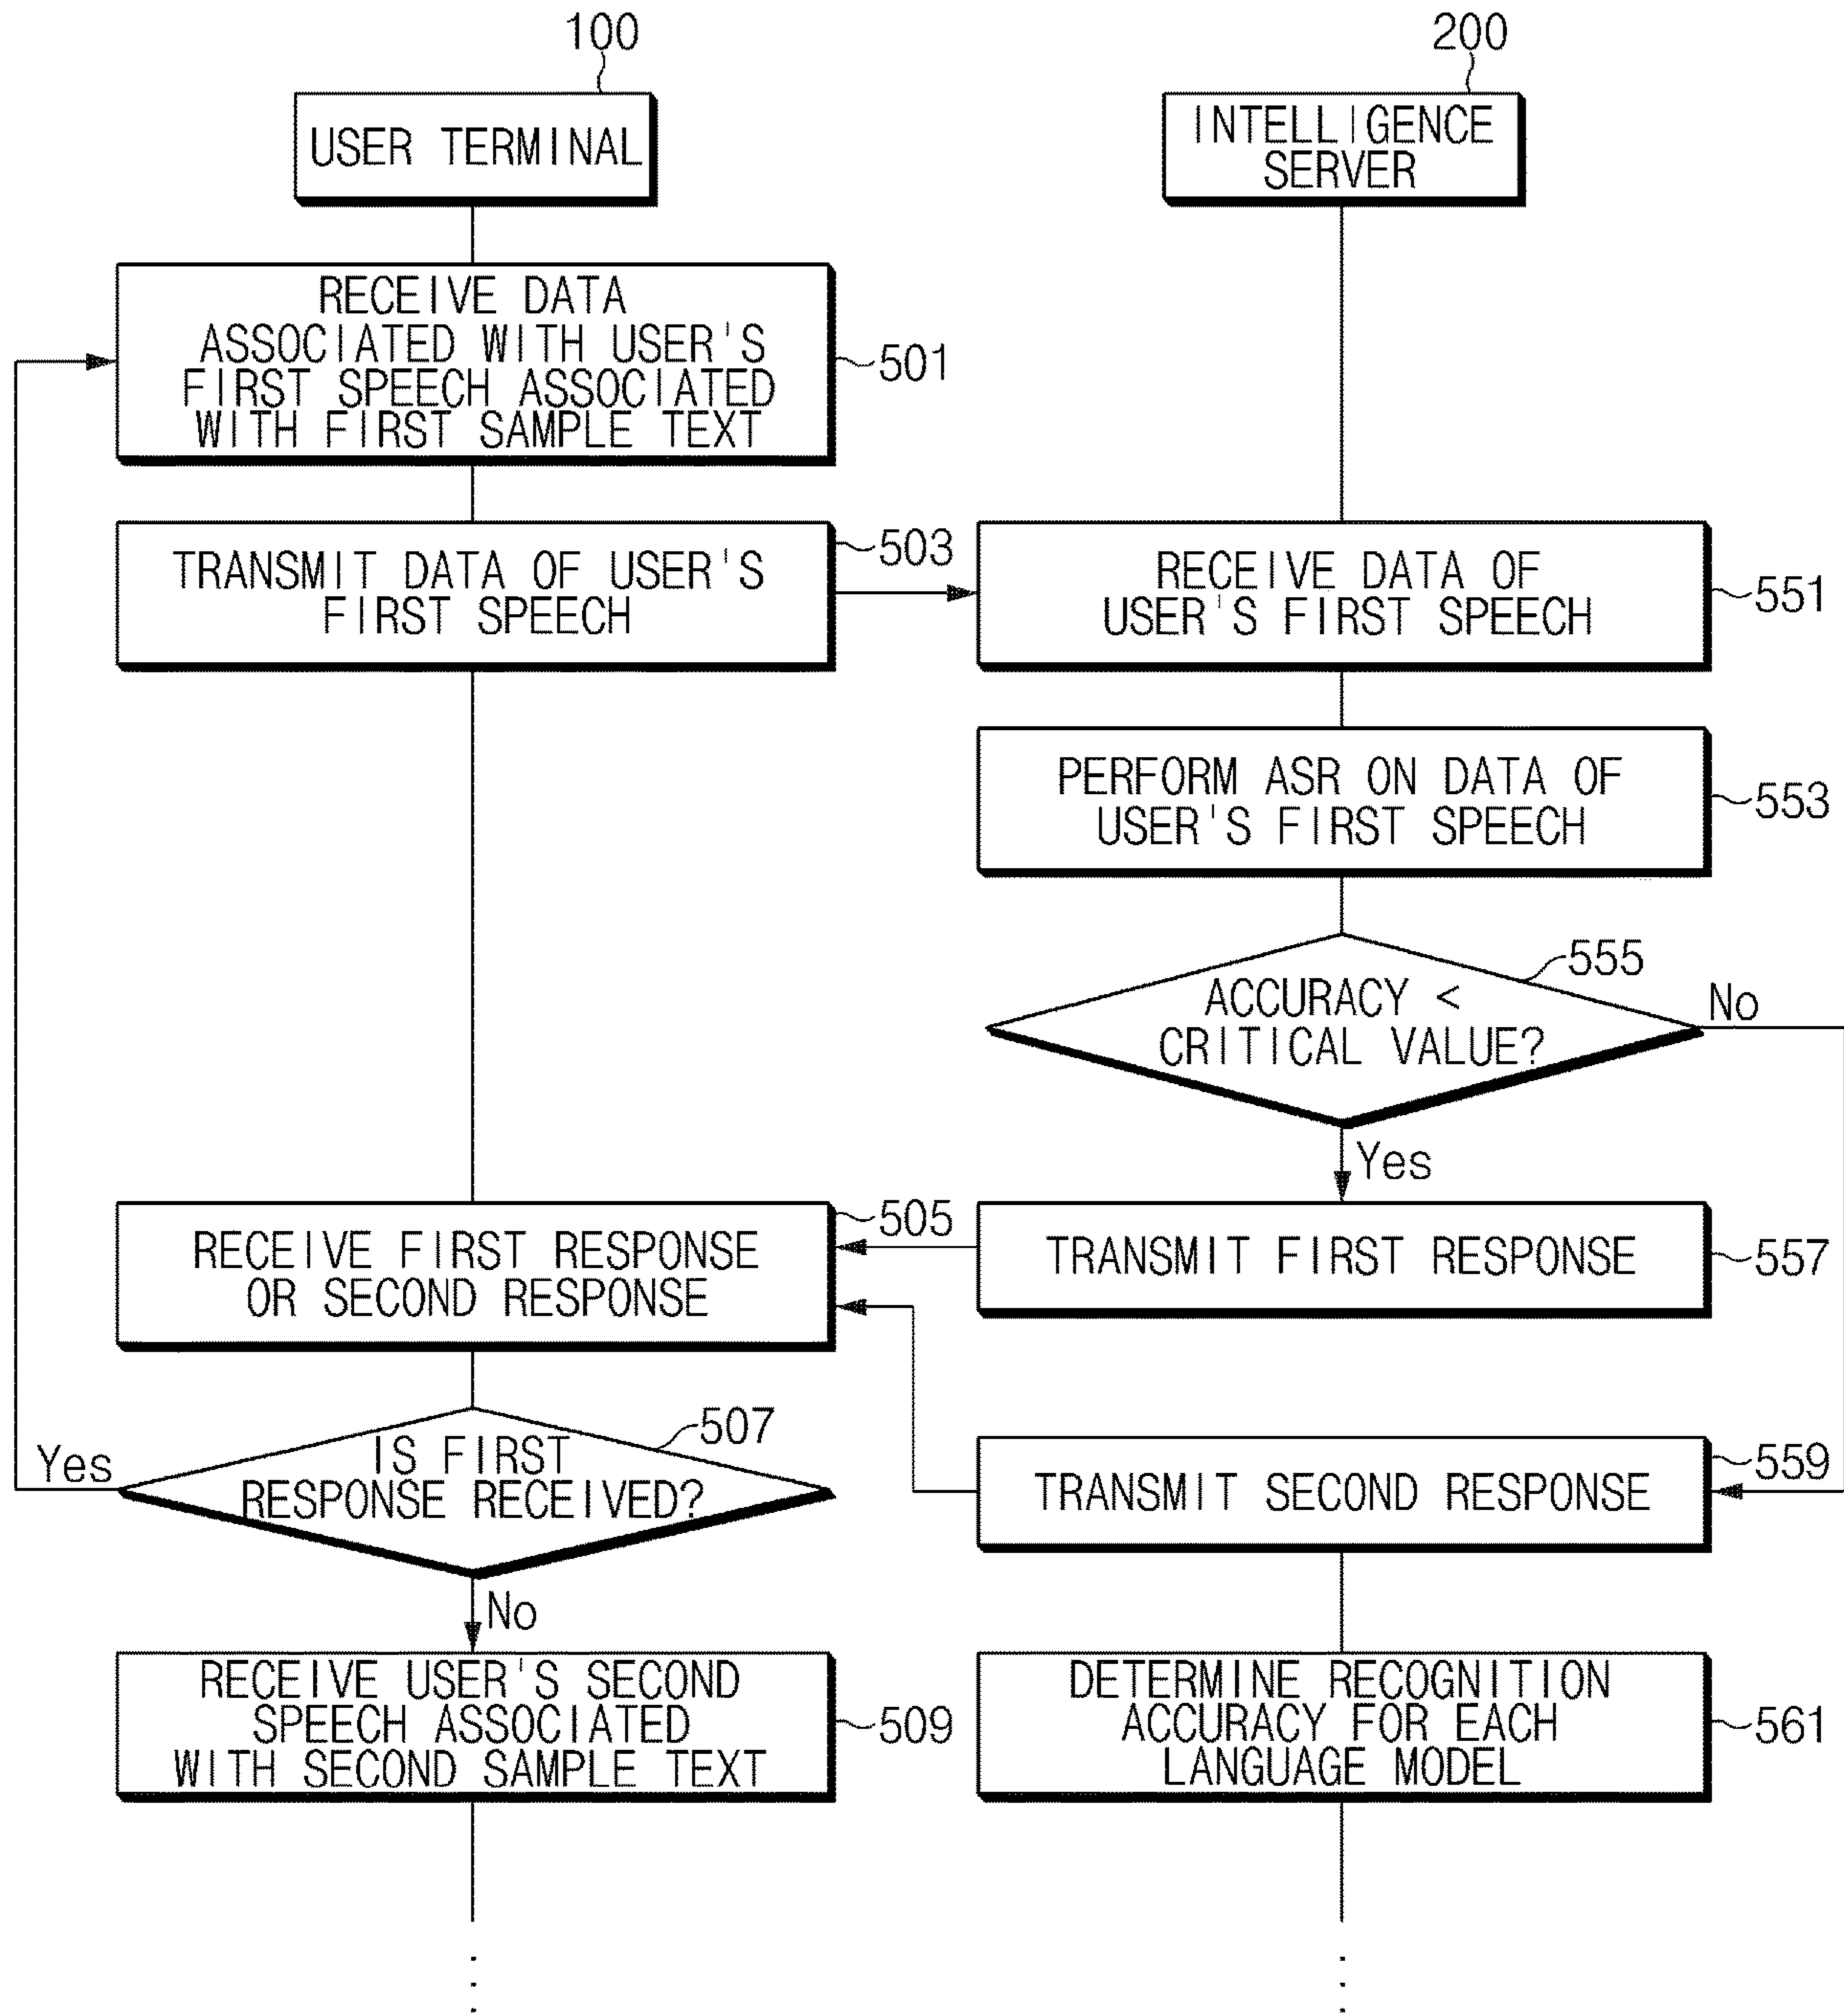 100
200
USER TERMINAL
INTELLIGENCE
SERVER
RECEIVE DATA
ASSOCIATED WITH USER'S
FIRST SPEECH ASSOCIATED
WITH FIRST SAMPLE TEXT
501
TRANSMIT DATA OF USER'S
FIRST SPEECH
503
RECEIVE DATA OF
USER'S FIRST SPEECH
551
PERFORM ASR ON DATA OF
USER'S FIRST SPEECH
553
555
ACCURACY <
CRITICAL VALUE?
No
Yes
RECEIVE FIRST RESPONSE
OR SECOND RESPONSE
505
TRANSMIT FIRST RESPONSE
557
507
IS FIRST
RESPONSE RECEIVED?
Yes
No
TRANSMIT SECOND RESPONSE
559
RECEIVE USER'S SECOND
SPEECH ASSOCIATED
WITH SECOND SAMPLE TEXT
509
DETERMINE RECOGNITION
ACCURACY FOR EACH
LANGUAGE MODEL
561